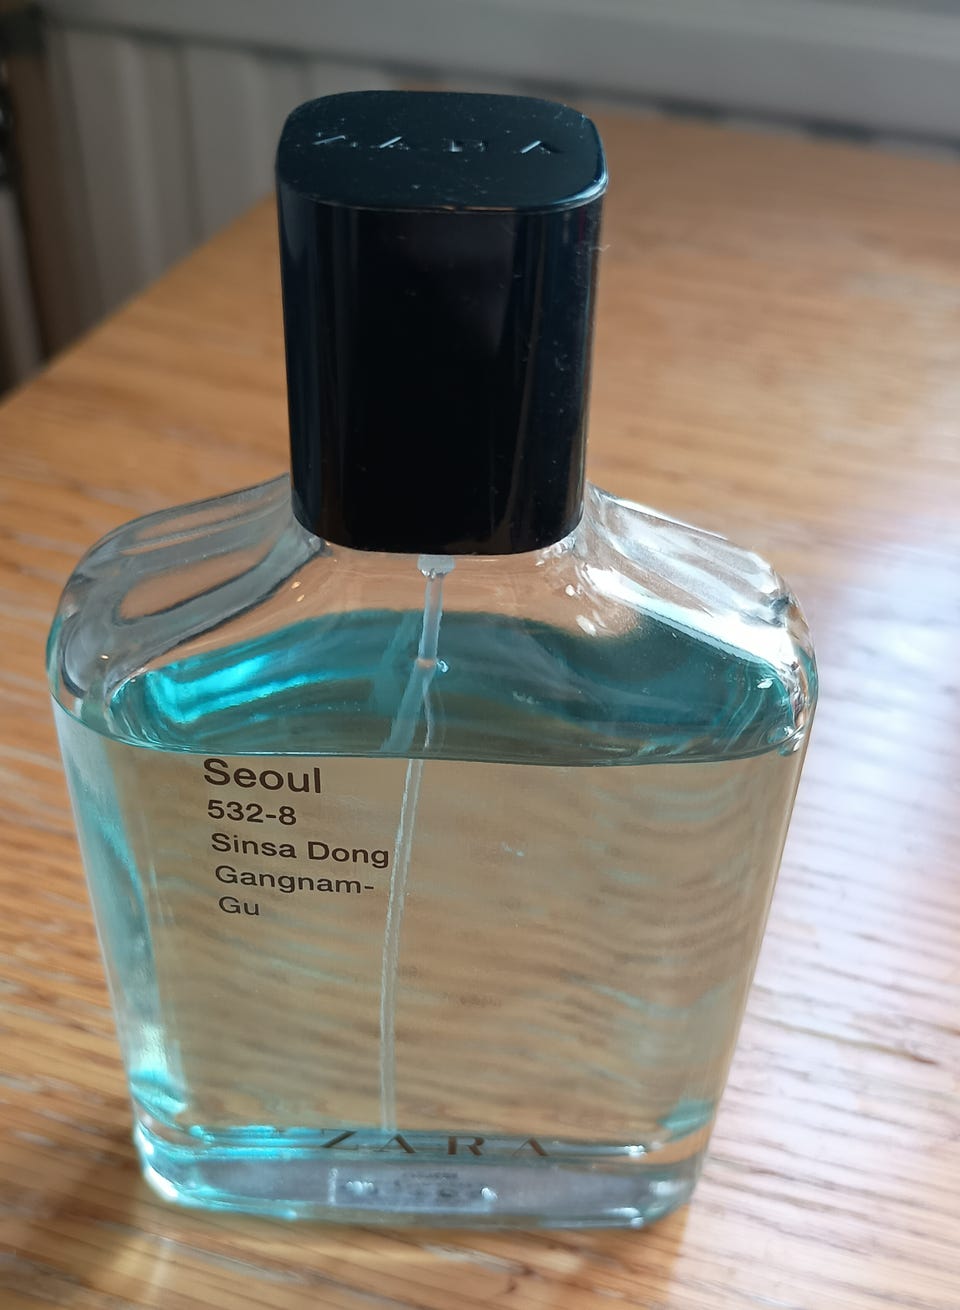 ZARA
Seoul
532-8
Sinsa Dong
Gangnam-
Gu
ZARA